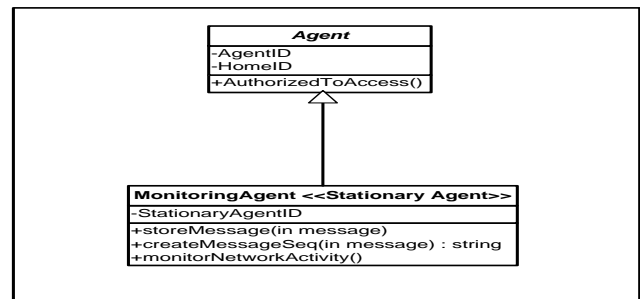 Agent
-AgentID
-HomeID
+AuthorizedToAccess()
MonitoringAgent <<Stationary Agent>>
-StationaryAgentID
+storeMessage(in message)
+createMessageSeq(in message) : string
+monitorNetworkActivity()